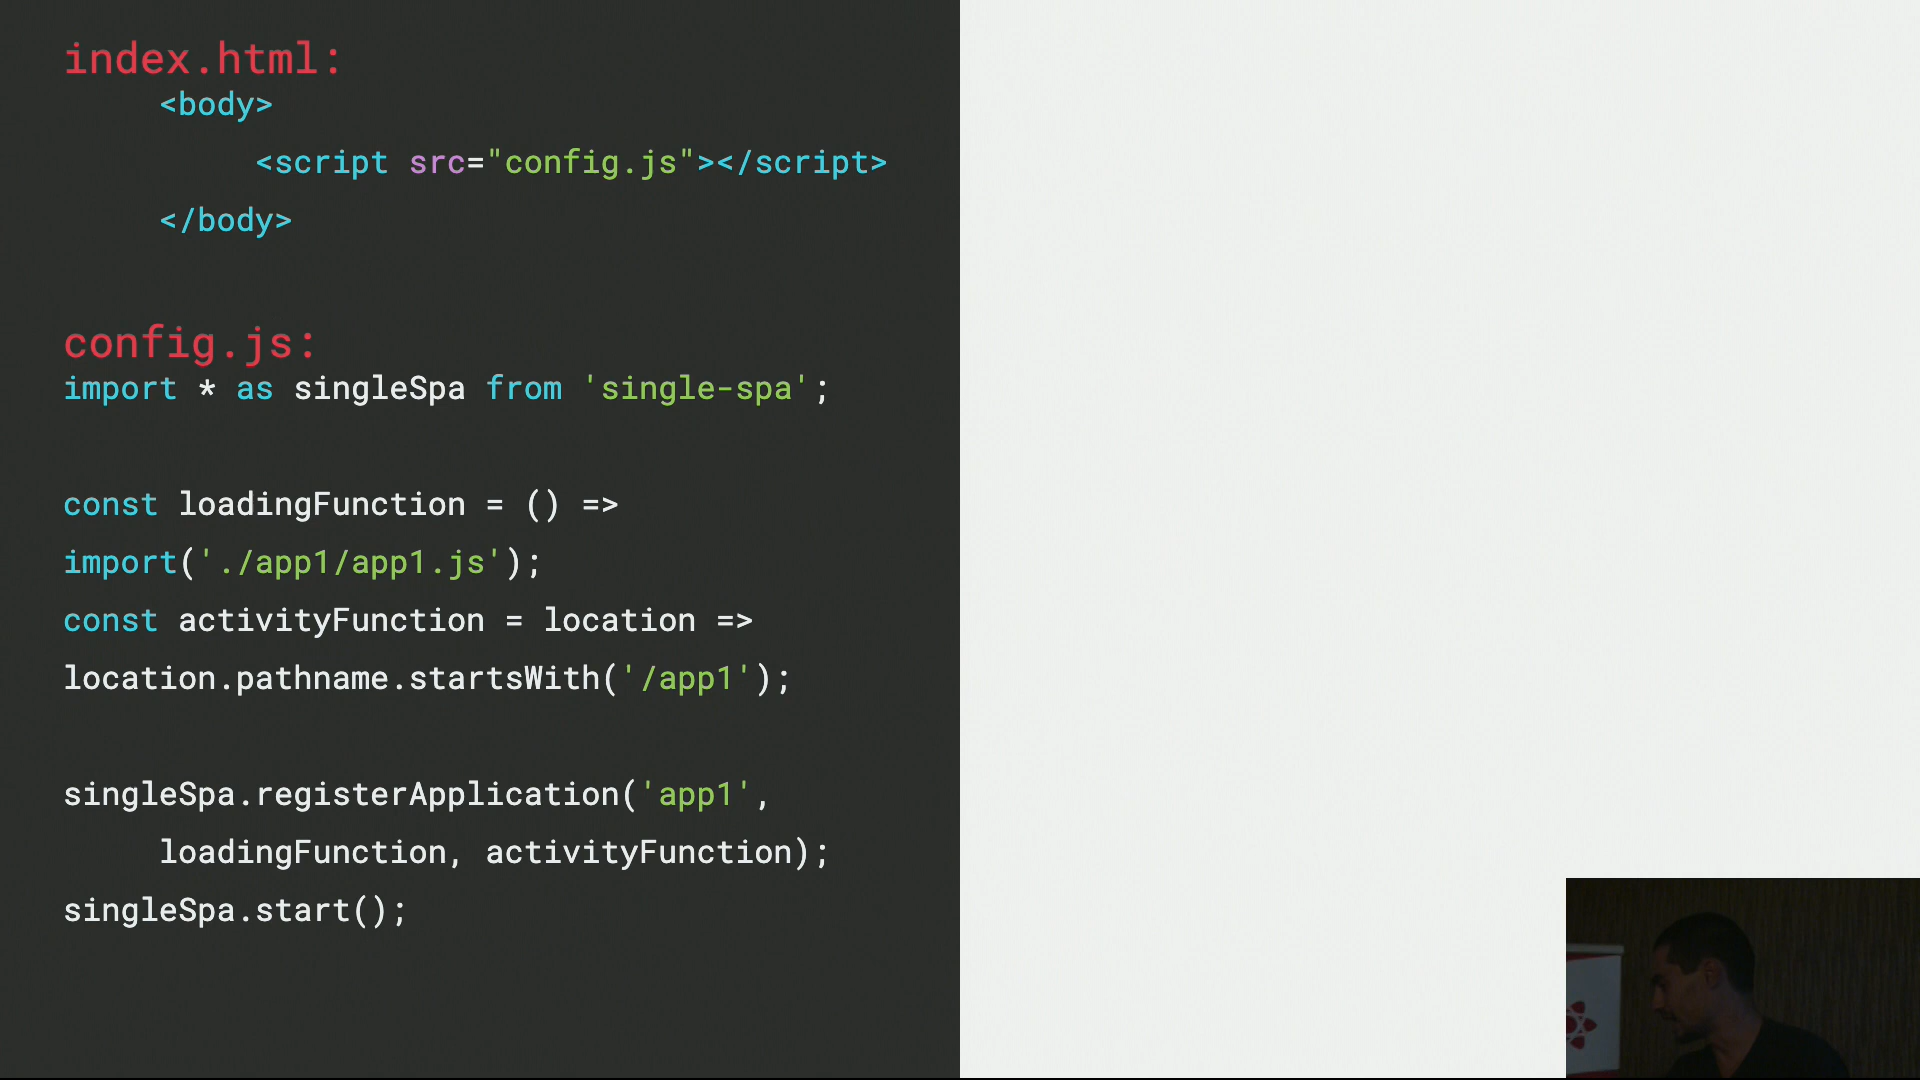 index.html:
<body>
<script src="config.js"></script>
</body>
config.js:
import * as singleSpa from 'single-spa';
const loadingFunction = () =>
import('./app1/app1.js');
const activityFunction = location =>
location.pathname.startsWith('/app1');
singleSpa.registerApplication('app1',
loadingFunction, activityFunction);
singleSpa.start();